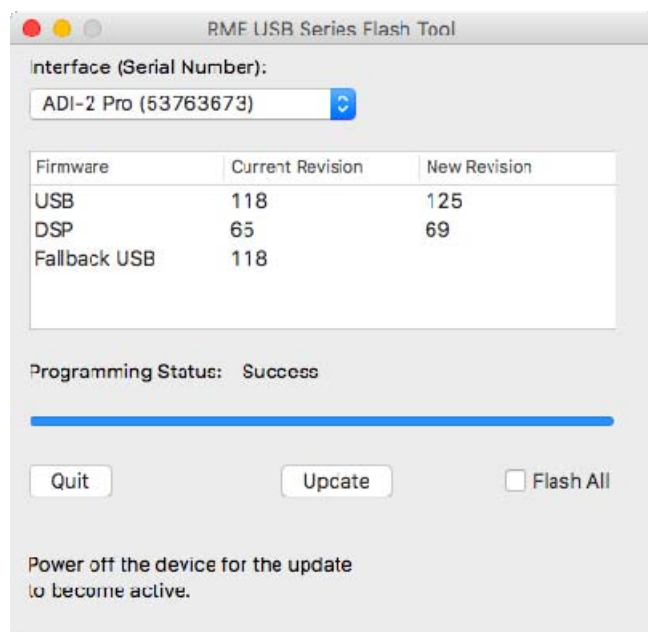 RME USB Series Flash Tool
Interface (Serial Number):
ADI-2 Pro (53763673)
Firmware Current Revision New Revision
USB 118 125
DSP 65 69
Fallback USB 118
Programming Status: Success
Quit Update Flash All
Power off the device for the update
to become active.